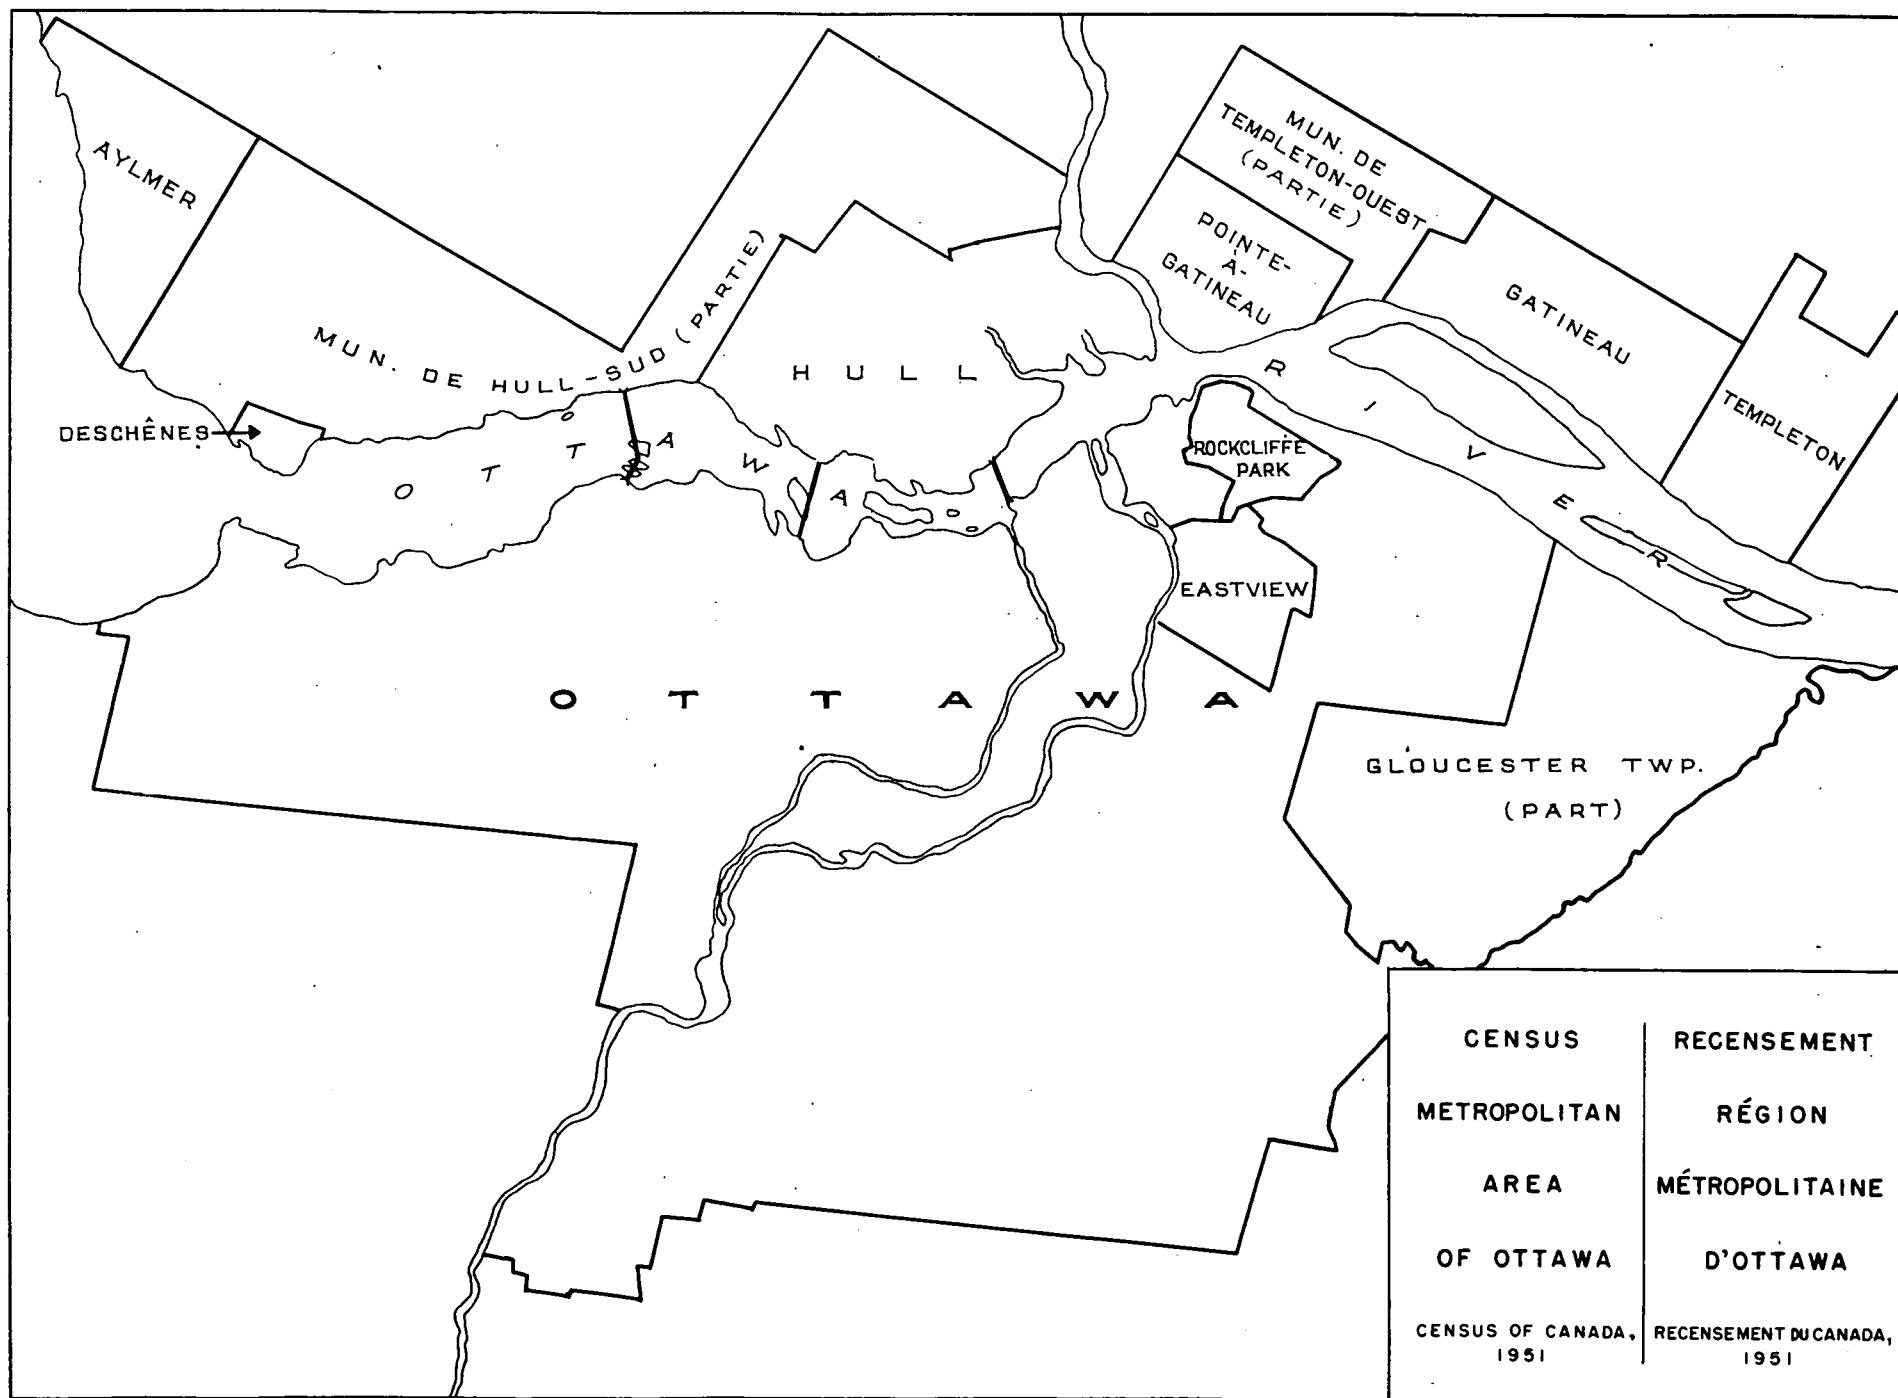 AYLMER
MUN. DE HULL-SUD (PARTIE)
DESCHÊNES
HULL
MUN. DE
TEMPLETON-OUEST
(PARTIE)
POINTE-
À-
GATINEAU
GATINEAU
TEMPLETON
OTTAWA RIVER
ROCKCLIFFE
PARK
EASTVIEW
OTTAWA
GLOUCESTER TWP.
(PART)
CENSUS
METROPOLITAN
AREA
OF OTTAWA
CENSUS OF CANADA,
1951
RECENSEMENT
RÉGION
MÉTROPOLITAINE
D'OTTAWA
RECENSEMENT DU CANADA,
1951